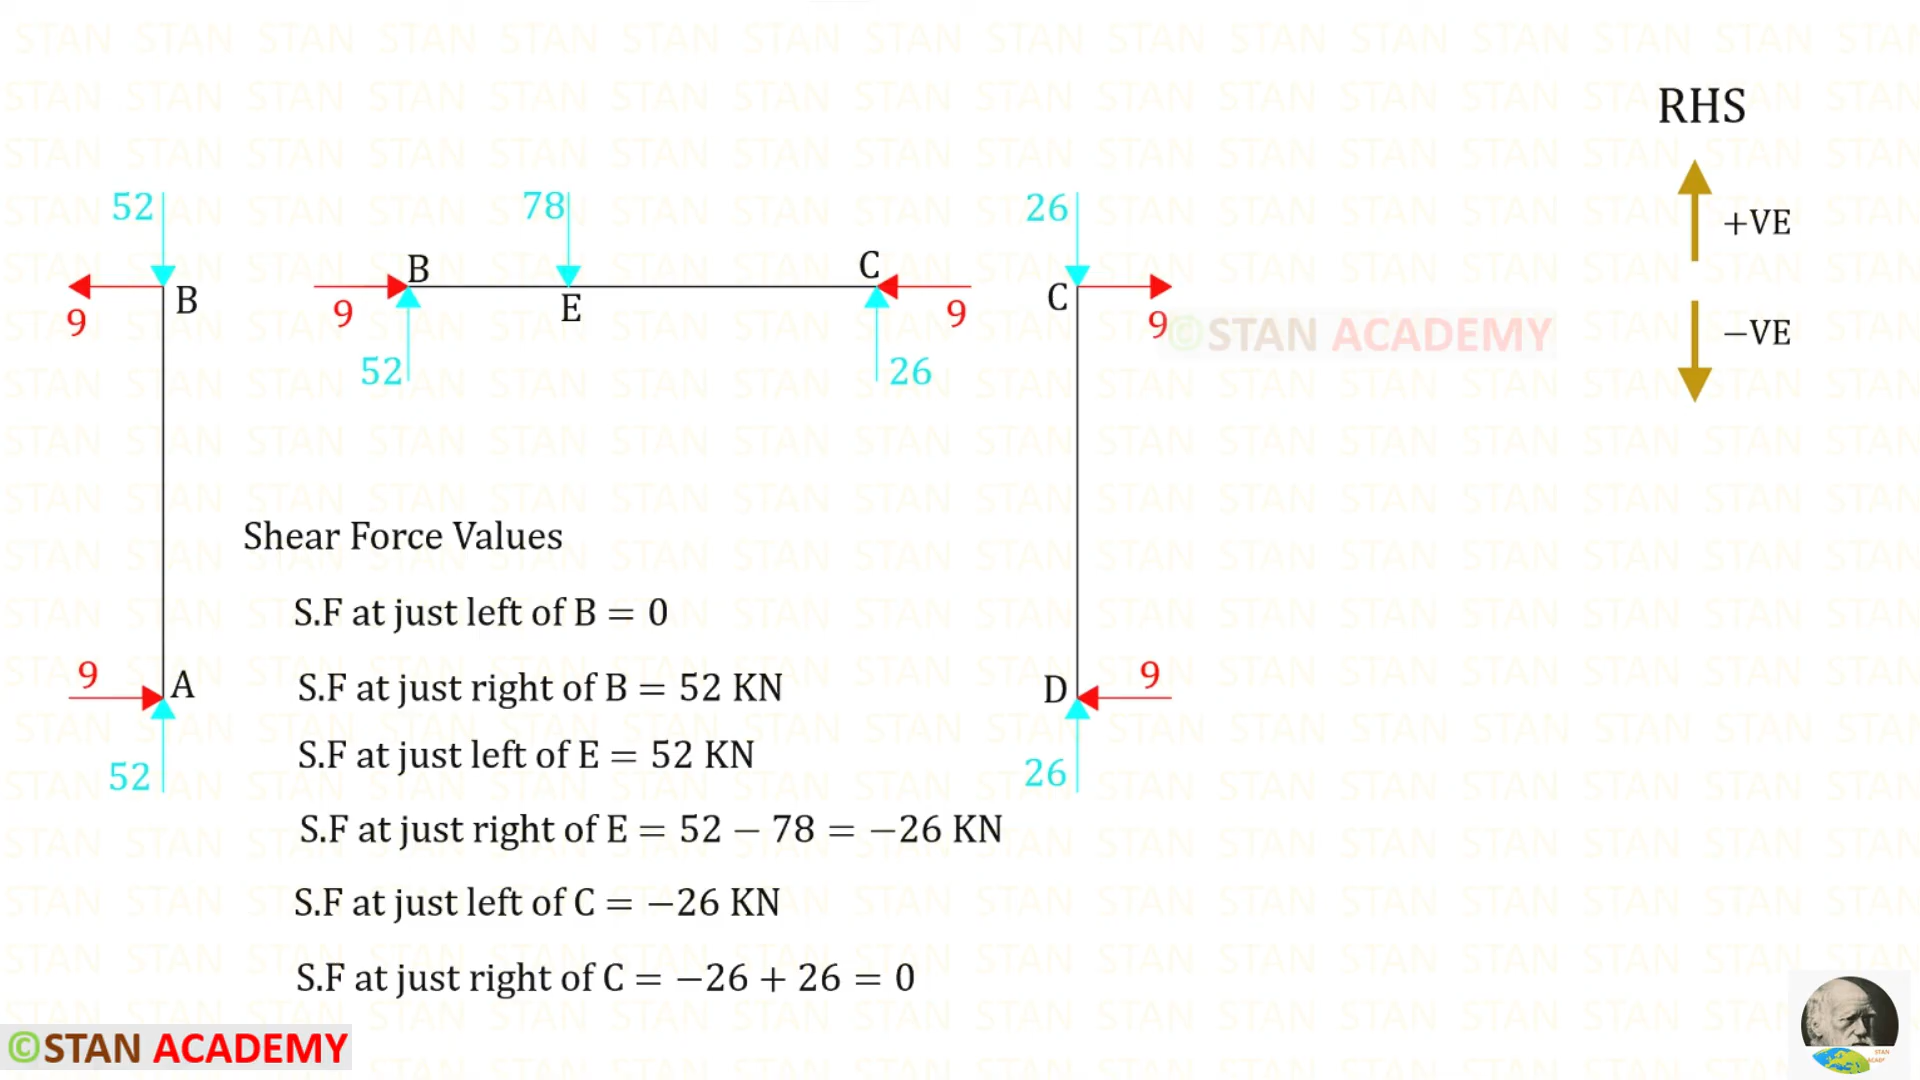 RHS
+VE
−VE
52
B
9
B
78
E
C
9
52
9
26
26
C
9
©STAN ACADEMY
9
A
52
D
9
26
Shear Force Values
S.F at just left of B = 0
S.F at just right of B = 52 KN
S.F at just left of E = 52 KN
S.F at just right of E = 52 − 78 = −26 KN
S.F at just left of C = −26 KN
S.F at just right of C = −26 + 26 = 0
©STAN ACADEMY